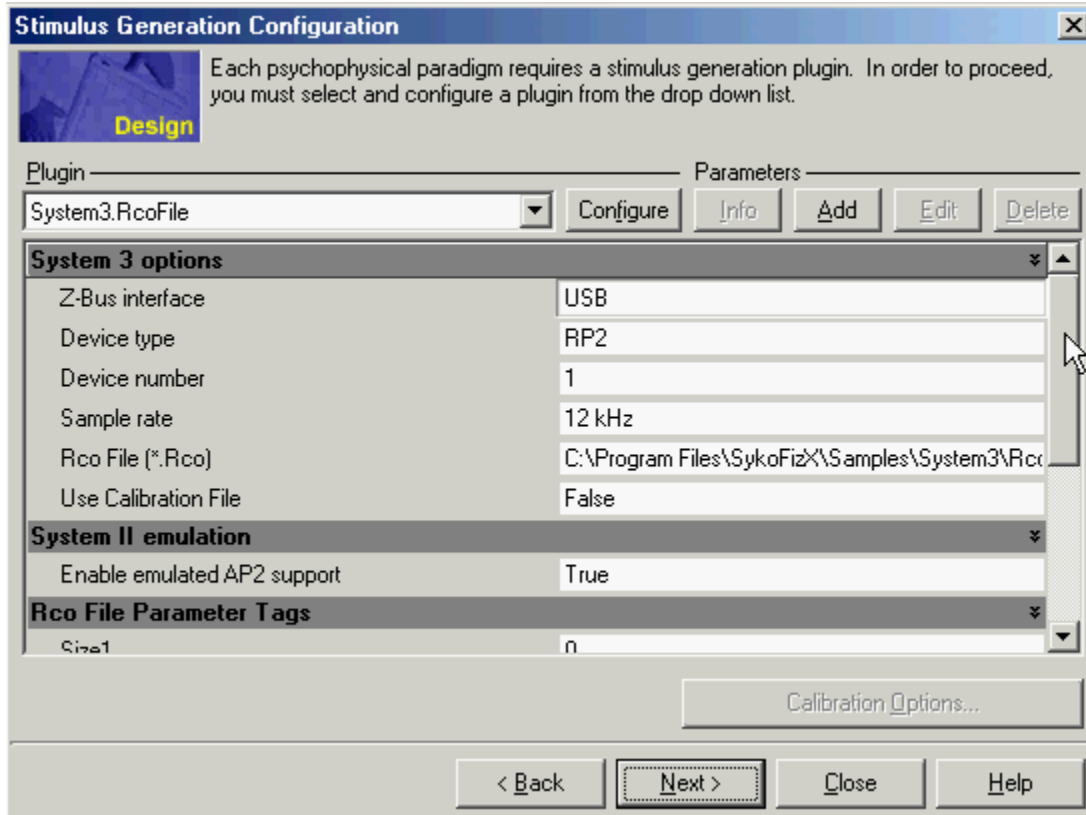 Stimulus Generation Configuration
Each psychophysical paradigm requires a stimulus generation plugin. In order to proceed,
you must select and configure a plugin from the drop down list.
Design
Plugin Parameters
System3.RcoFile Configure Info Add Edit Delete
System 3 options
Z-Bus interface USB
Device type RP2
Device number 1
Sample rate 12 kHz
Rco File (*.Rco) C:\Program Files\SykoFizX\Samples\System3\Rco
Use Calibration File False
System II emulation
Enable emulated AP2 support True
Rco File Parameter Tags
Size1 0
Calibration Options...
< Back Next > Close Help